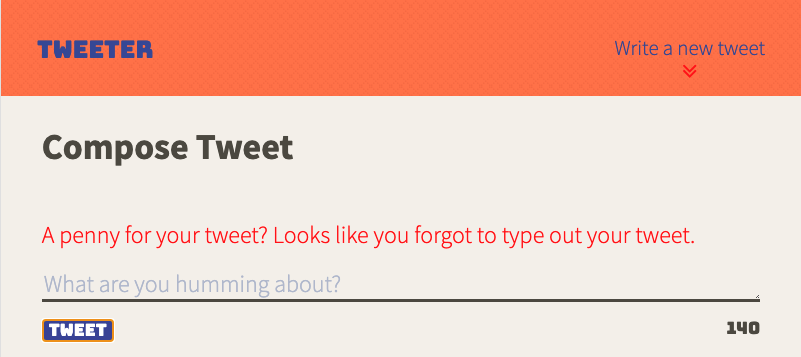 TWEETER
Write a new tweet
Compose Tweet
A penny for your tweet? Looks like you forgot to type out your tweet.
What are you humming about?
TWEET
140